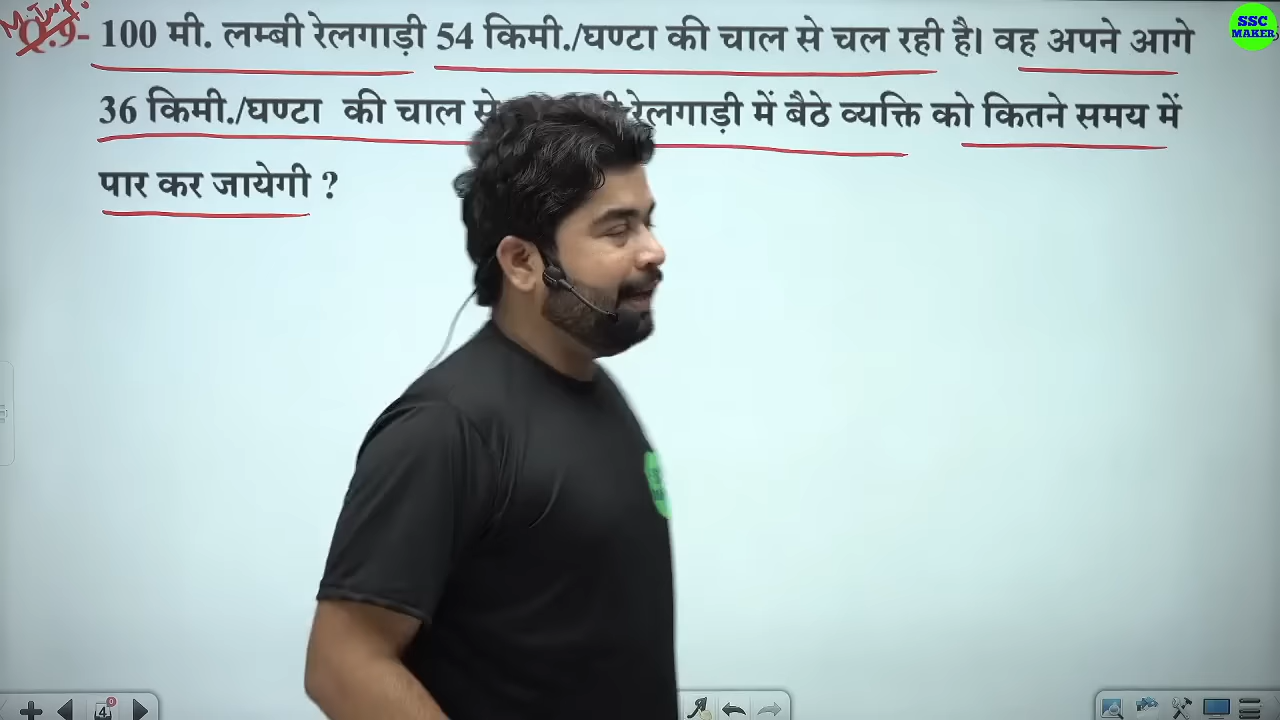 SSC
MAKER
Q.9- 100 मी. लम्बी रेलगाड़ी 54 किमी./घण्टा की चाल से चल रही है। वह अपने आगे
36 किमी./घण्टा की चाल से रेलगाड़ी में बैठे व्यक्ति को कितने समय में
पार कर जायेगी ?